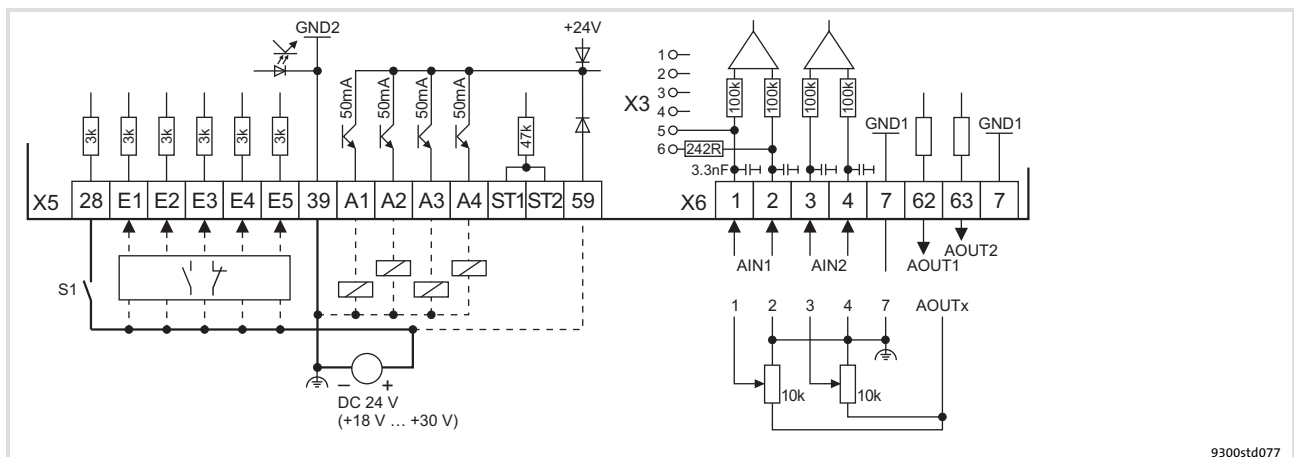 GND2
+24V
50mA
50mA
50mA
50mA
3k
3k
3k
3k
3k
3k
47k
X5
28
E1
E2
E3
E4
E5
39
A1
A2
A3
A4
ST1
ST2
59
S1
DC 24 V
(+18 V … +30 V)
X3
1
2
3
4
5
6
242R
100k
100k
100k
100k
3.3nF
GND1
GND1
X6
1
2
3
4
7
62
63
7
AIN1
AIN2
AOUT1
AOUT2
1
2
3
4
7
AOUTx
10k
10k
9300std077